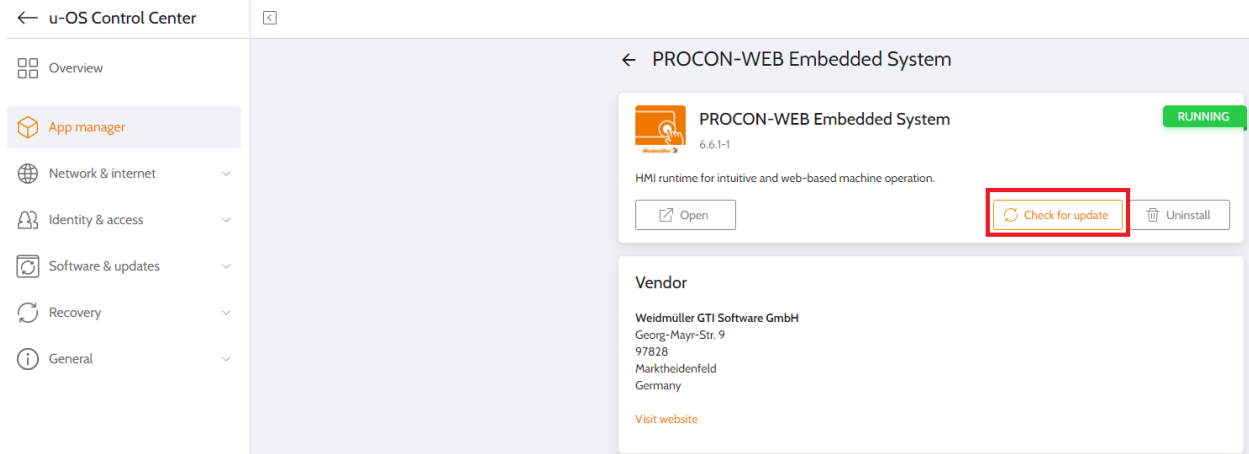 u-OS Control Center
Overview
App manager
Network & internet
Identity & access
Software & updates
Recovery
General
PROCON-WEB Embedded System
PROCON-WEB Embedded System
RUNNING
6.6.1-1
Weidmüller
HMI runtime for intuitive and web-based machine operation.
Open
Check for update
Uninstall
Vendor
Weidmüller GTI Software GmbH
Georg-Mayr-Str. 9
97828
Marktheidenfeld
Germany
Visit website